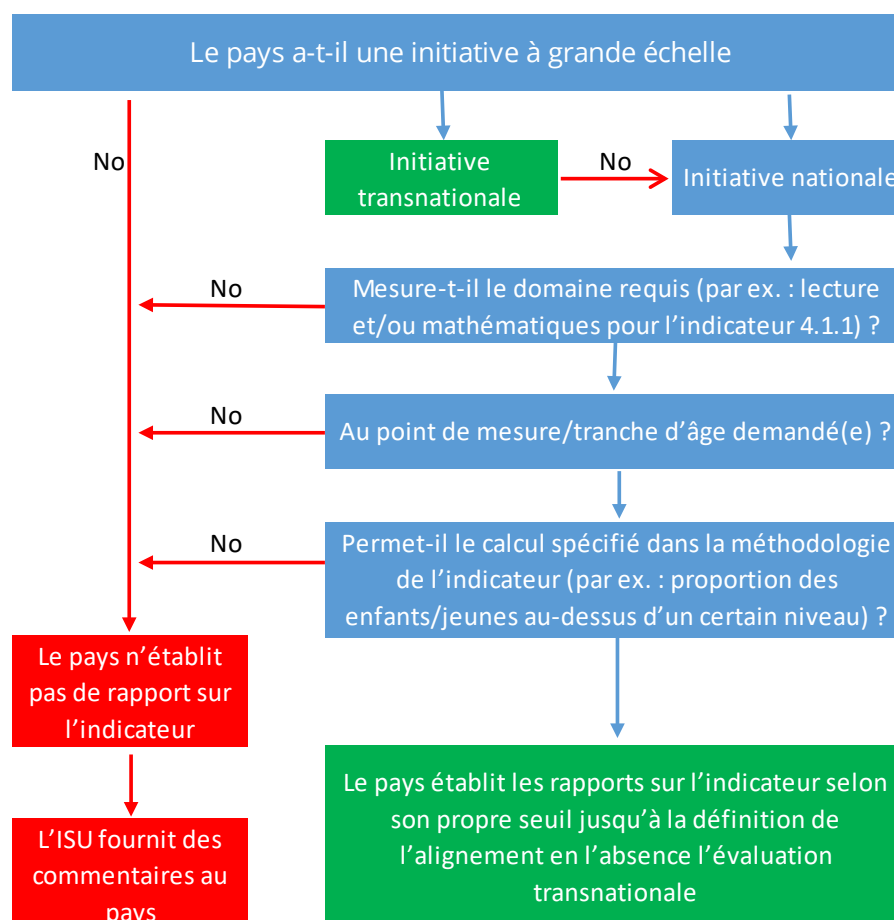 Le pays a-t-il une initiative à grande échelle
No
Initiative
transnationale
No
Initiative nationale
No
Mesure-t-il le domaine requis (par ex. : lecture
et/ou mathématiques pour l’indicateur 4.1.1) ?
No
Au point de mesure/tranche d’âge demandé(e) ?
No
Permet-il le calcul spécifié dans la méthodologie
de l’indicateur (par ex. : proportion des
enfants/jeunes au-dessus d’un certain niveau) ?
Le pays n’établit
pas de rapport sur
l’indicateur
Le pays établit les rapports sur l’indicateur selon
son propre seuil jusqu’à la définition de
l’alignement en l’absence l’évaluation
transnationale
L’ISU fournit des
commentaires au
pays